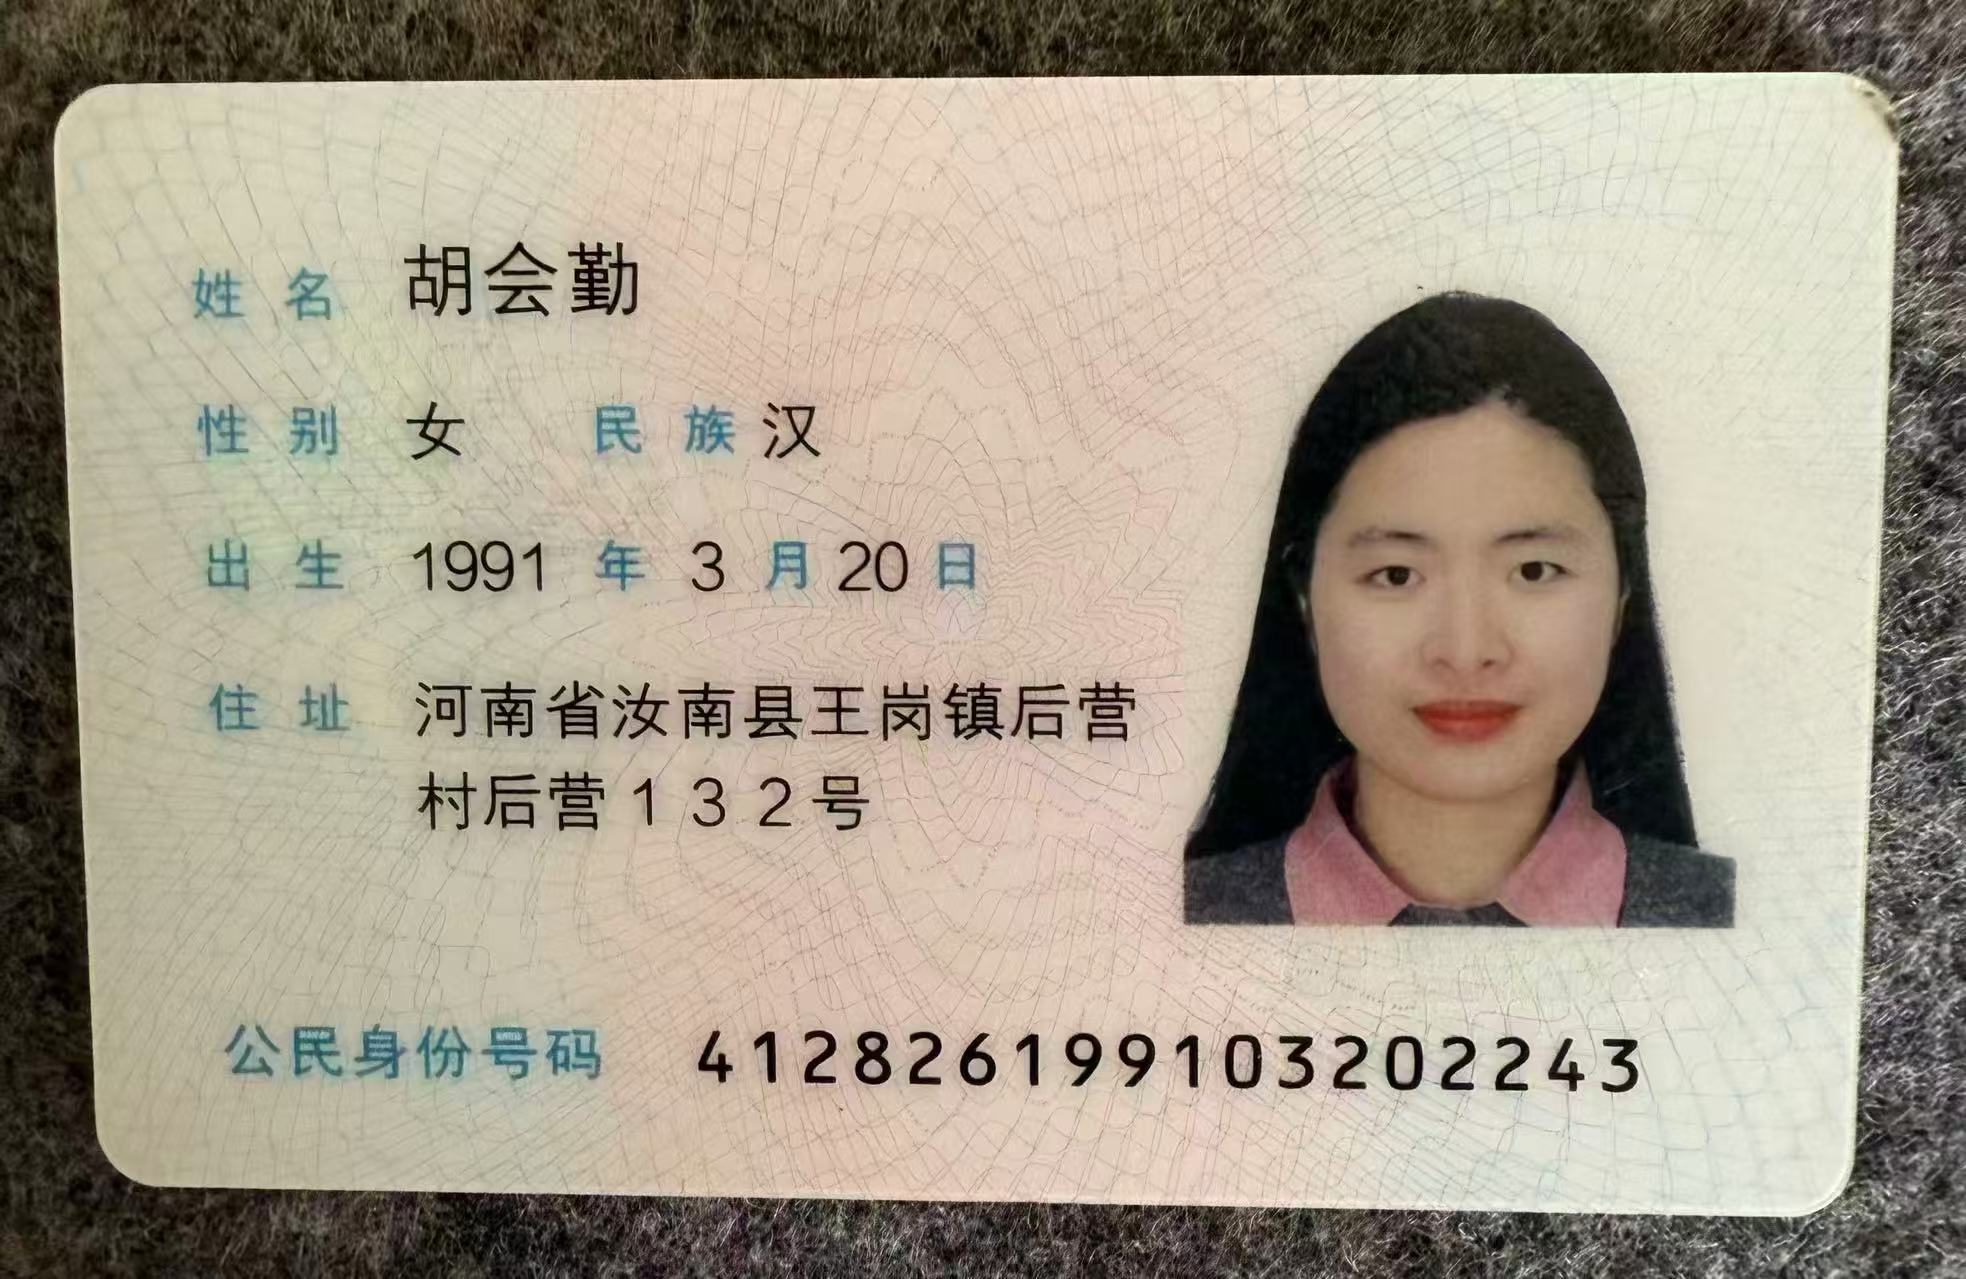 姓名 胡会勤
性别 女 民族 汉
出生 1991 年 3 月 20 日
住址 河南省汝南县王岗镇后营
村后营132号
公民身份号码 412826199103202243